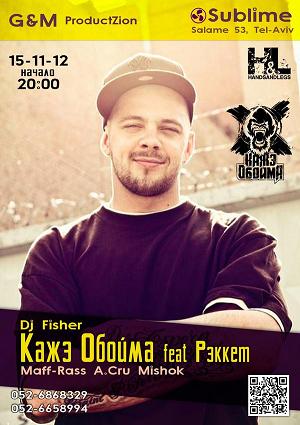 G&M ProductZion
Sublime
Salame 53, Tel-Aviv
15-11-12
начало
20:00
H&L
HANDSANDLEGS
КАЖЭ
ОБОЙМА
Dj Fisher
Кажэ Обойма feat Рэккет
Maff-Rass A.Cru Mishok
052-6868329
052-6658994